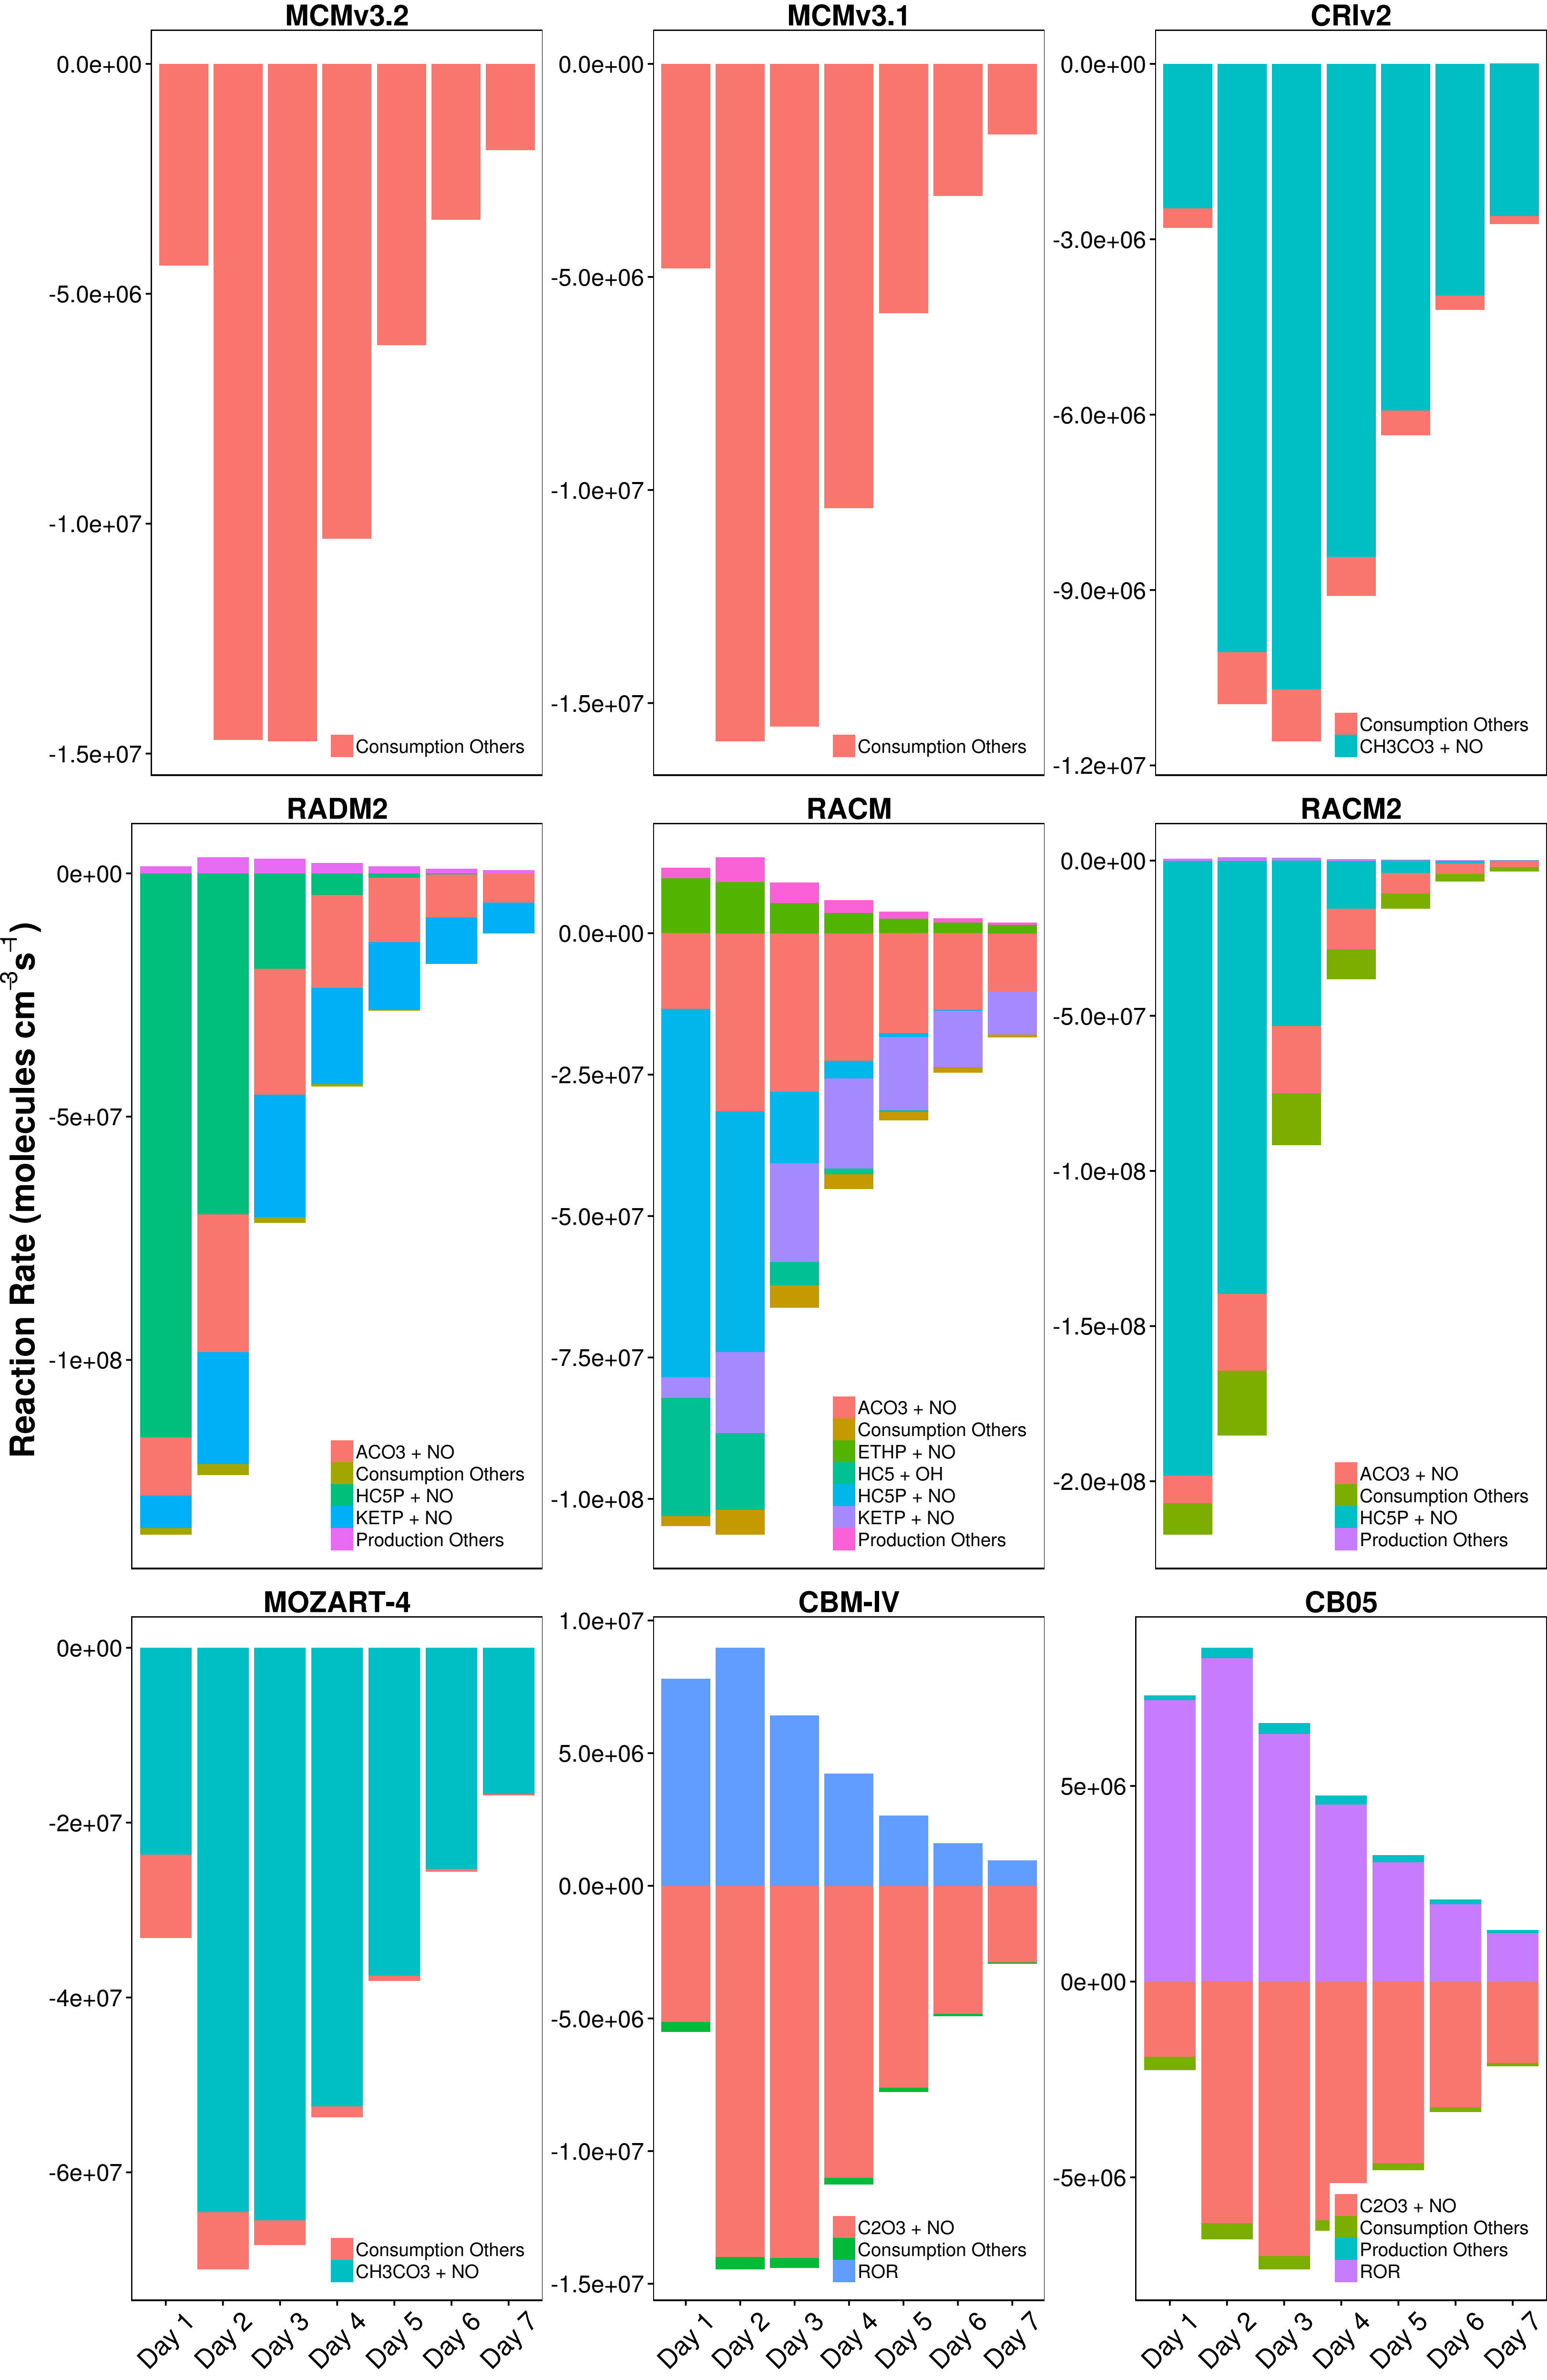 MCMv3.2
MCMv3.1
CRIv2
0.0e+00
-5.0e+06
-1.0e+07
-1.5e+07
Consumption Others
0.0e+00
-5.0e+06
-1.0e+07
-1.5e+07
Consumption Others
0.0e+00
-3.0e+06
-6.0e+06
-9.0e+06
-1.2e+07
Consumption Others
CH3CO3 + NO
Reaction Rate (molecules cm⁻³s⁻¹)
RADM2
RACM
RACM2
0e+00
-5e+07
-1e+08
ACO3 + NO
Consumption Others
HC5P + NO
KETP + NO
Production Others
0.0e+00
-2.5e+07
-5.0e+07
-7.5e+07
-1.0e+08
ACO3 + NO
Consumption Others
ETHP + NO
HC5 + OH
HC5P + NO
KETP + NO
Production Others
0.0e+00
-5.0e+07
-1.0e+08
-1.5e+08
-2.0e+08
ACO3 + NO
Consumption Others
HC5P + NO
Production Others
MOZART-4
CBM-IV
CB05
0e+00
-2e+07
-4e+07
-6e+07
Consumption Others
CH3CO3 + NO
1.0e+07
5.0e+06
0.0e+00
-5.0e+06
-1.0e+07
-1.5e+07
C2O3 + NO
Consumption Others
ROR
5e+06
0e+00
-5e+06
C2O3 + NO
Consumption Others
Production Others
ROR
Day 1 Day 2 Day 3 Day 4 Day 5 Day 6 Day 7
Day 1 Day 2 Day 3 Day 4 Day 5 Day 6 Day 7
Day 1 Day 2 Day 3 Day 4 Day 5 Day 6 Day 7